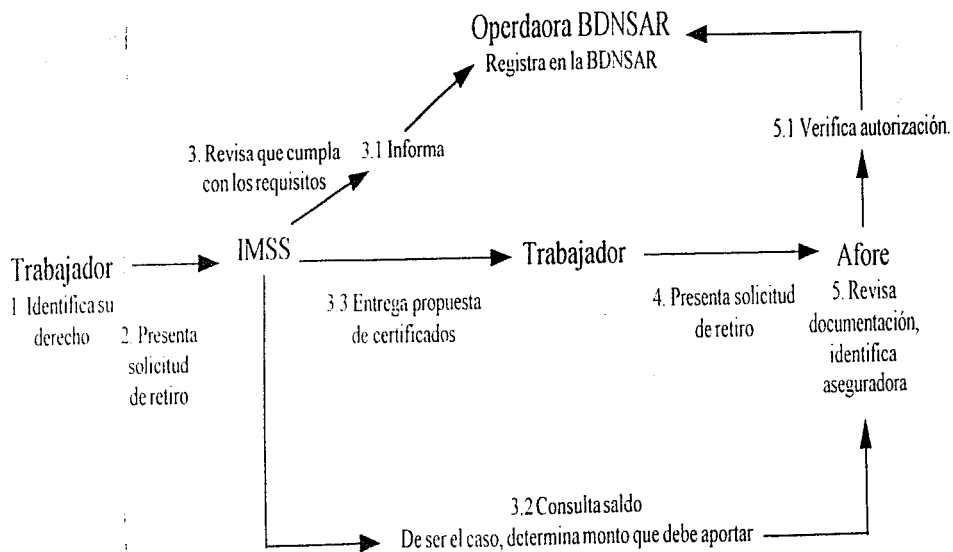 Operdaora BDNSAR
Registra en la BDNSAR
5.1 Verifica autorización.
3. Revisa que cumpla
con los requisitos
3.1 Informa
Trabajador
1 Identifica su
derecho
2. Presenta
solicitud
de retiro
IMSS
3.3 Entrega propuesta
de certificados
Trabajador
4. Presenta solicitud
de retiro
Afore
5. Revisa
documentación,
identifica
aseguradora
3.2 Consulta saldo
De ser el caso, determina monto que debe aportar